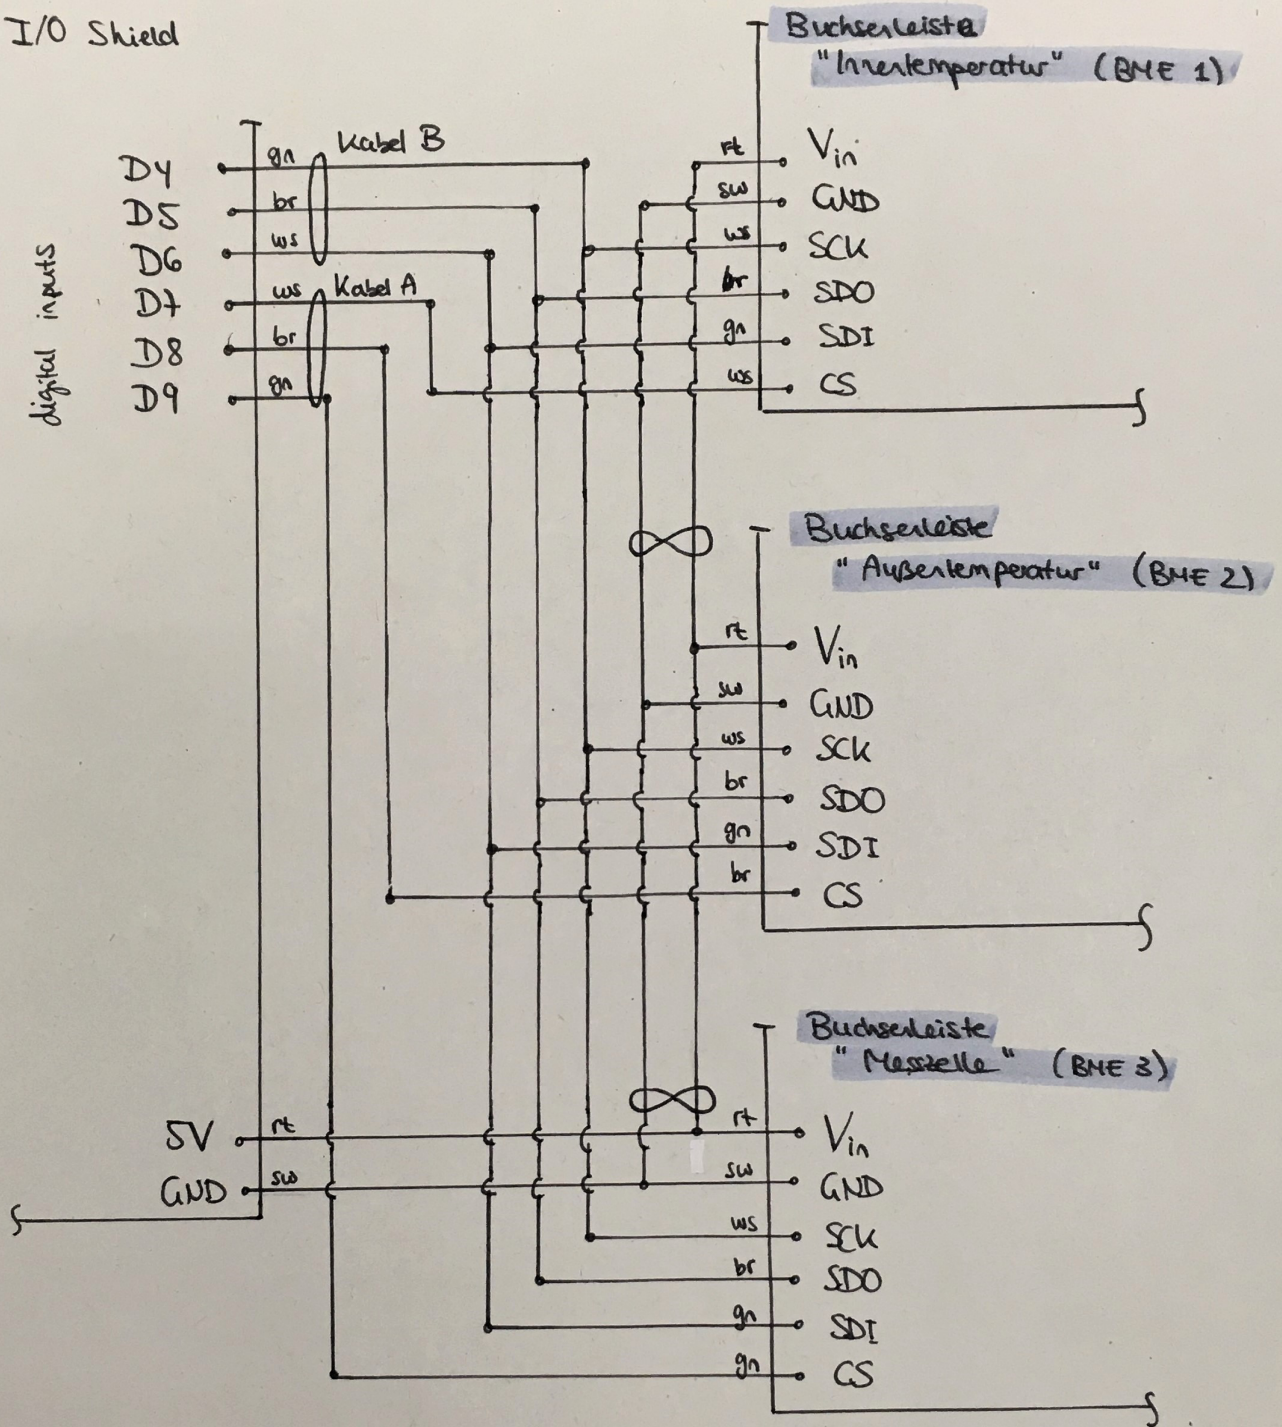 I/O Shield
digital inputs
D4 gn Kabel B
D5 br
D6 ws
D7 ws Kabel A
D8 br
D9 gn
5V rt
GND sw
Buchsenleiste
"Innentemperatur" (BME 1)
rt Vin
sw GND
ws SCK
br SDO
gn SDI
ws CS
Buchsenleiste
"Außentemperatur" (BME 2)
rt Vin
sw GND
ws SCK
br SDO
gn SDI
br CS
Buchsenleiste
"Messzelle" (BME 3)
rt Vin
sw GND
ws SCK
br SDO
gn SDI
gn CS